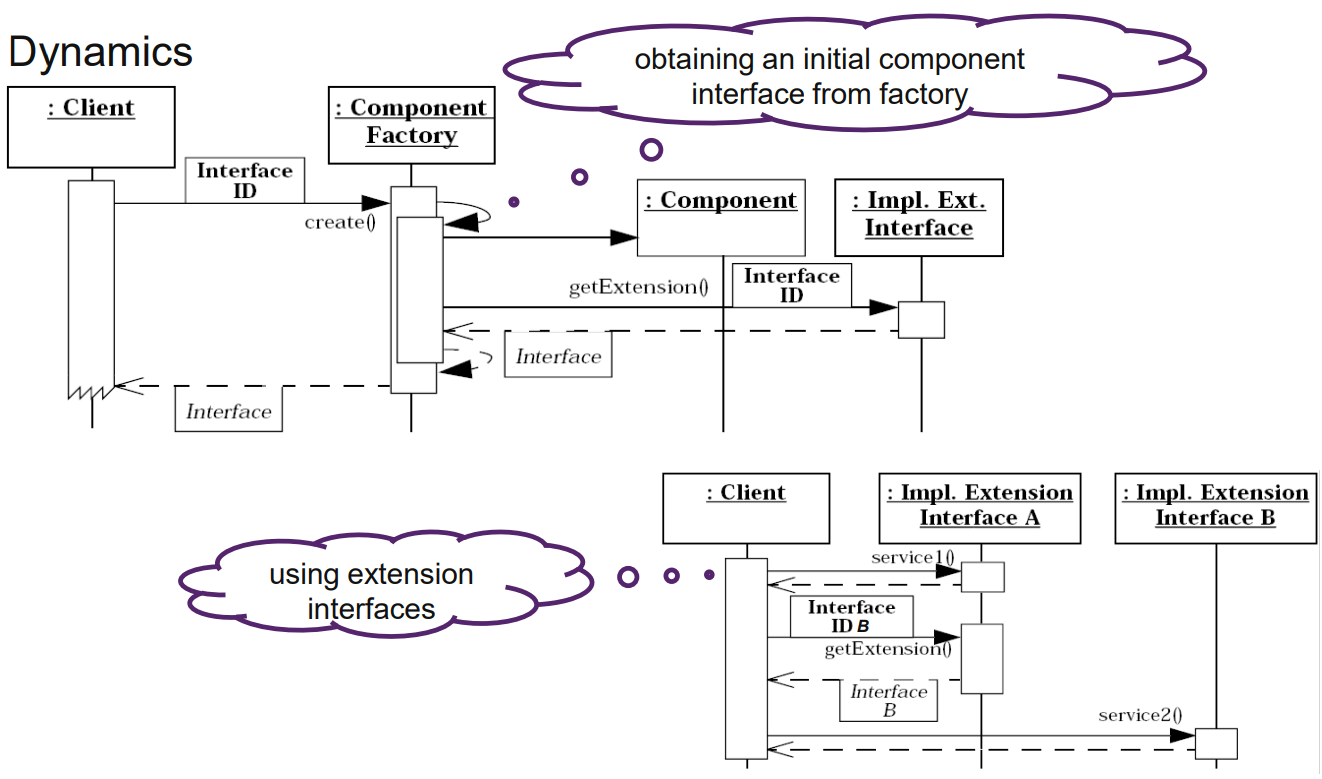 Dynamics
obtaining an initial component
interface from factory
: Client
: Component
Factory
Interface
ID
create()
: Component
: Impl. Ext.
Interface
getExtension()
Interface
ID
Interface
Interface
: Client
: Impl. Extension
Interface A
: Impl. Extension
Interface B
using extension
interfaces
service1()
Interface
ID B
getExtension()
Interface
B
service2()